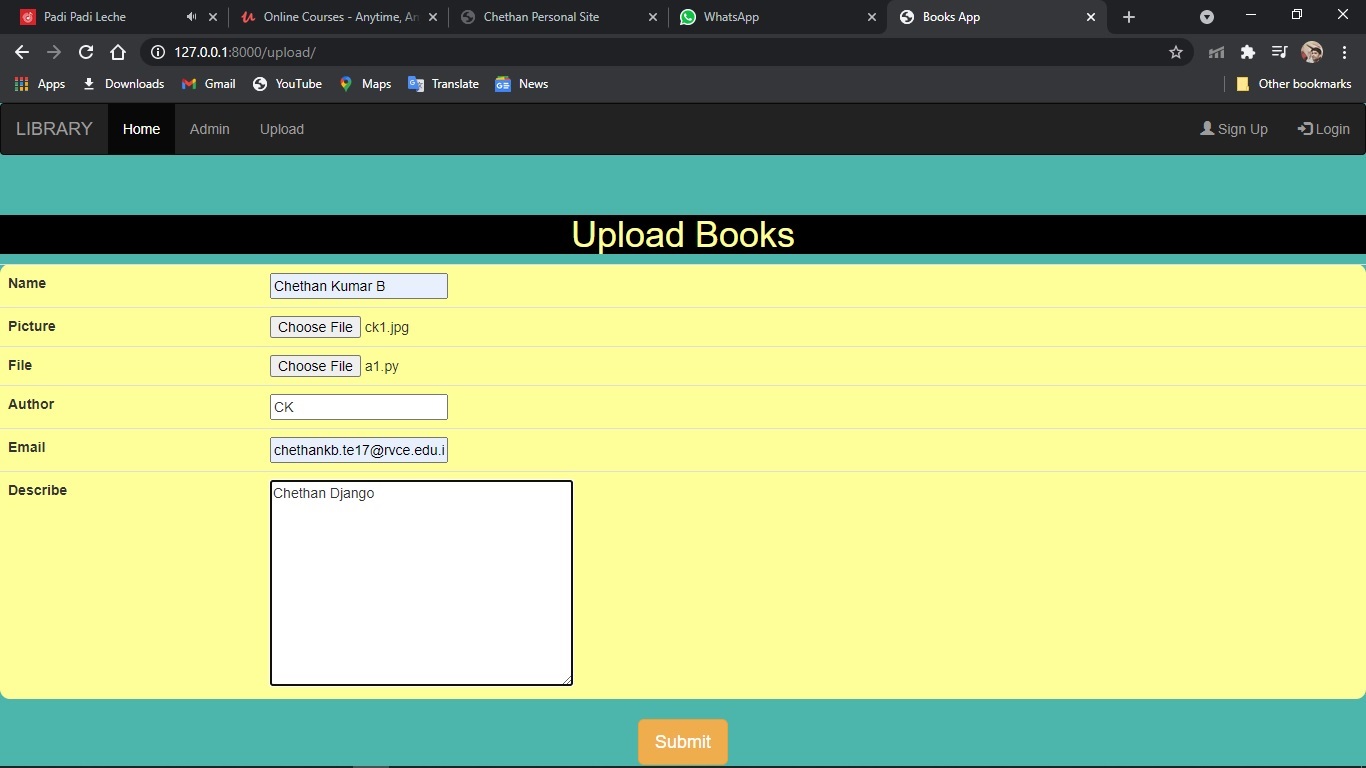 Padi Padi Leche
Online Courses - Anytime, An
Chethan Personal Site
WhatsApp
Books App
127.0.0.1:8000/upload/
Apps Downloads Gmail YouTube Maps Translate News Other bookmarks
LIBRARY Home Admin Upload Sign Up Login
Upload Books
Name Chethan Kumar B
Picture Choose File ck1.jpg
File Choose File a1.py
Author CK
Email chethankb.te17@rvce.edu.i
Describe Chethan Django
Submit